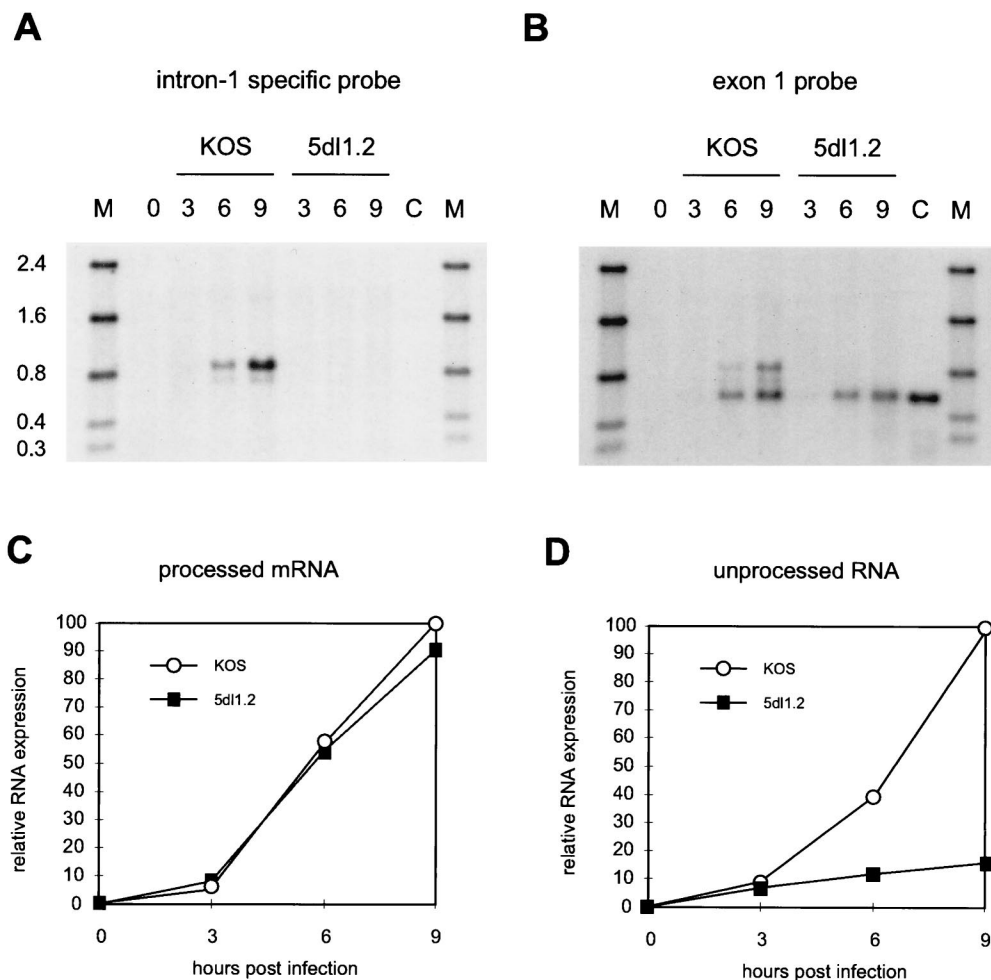 A
intron-1 specific probe
KOS 5dl1.2
M 0 3 6 9 3 6 9 C M
2.4
1.6
0.8
0.4
0.3
B
exon 1 probe
KOS 5dl1.2
M 0 3 6 9 3 6 9 C M
C
processed mRNA
relative RNA expression
100
90
80
70
60
50
40
30
20
10
0
KOS
5dl1.2
0 3 6 9
hours post infection
D
unprocessed RNA
relative RNA expression
100
90
80
70
60
50
40
30
20
10
0
KOS
5dl1.2
0 3 6 9
hours post infection